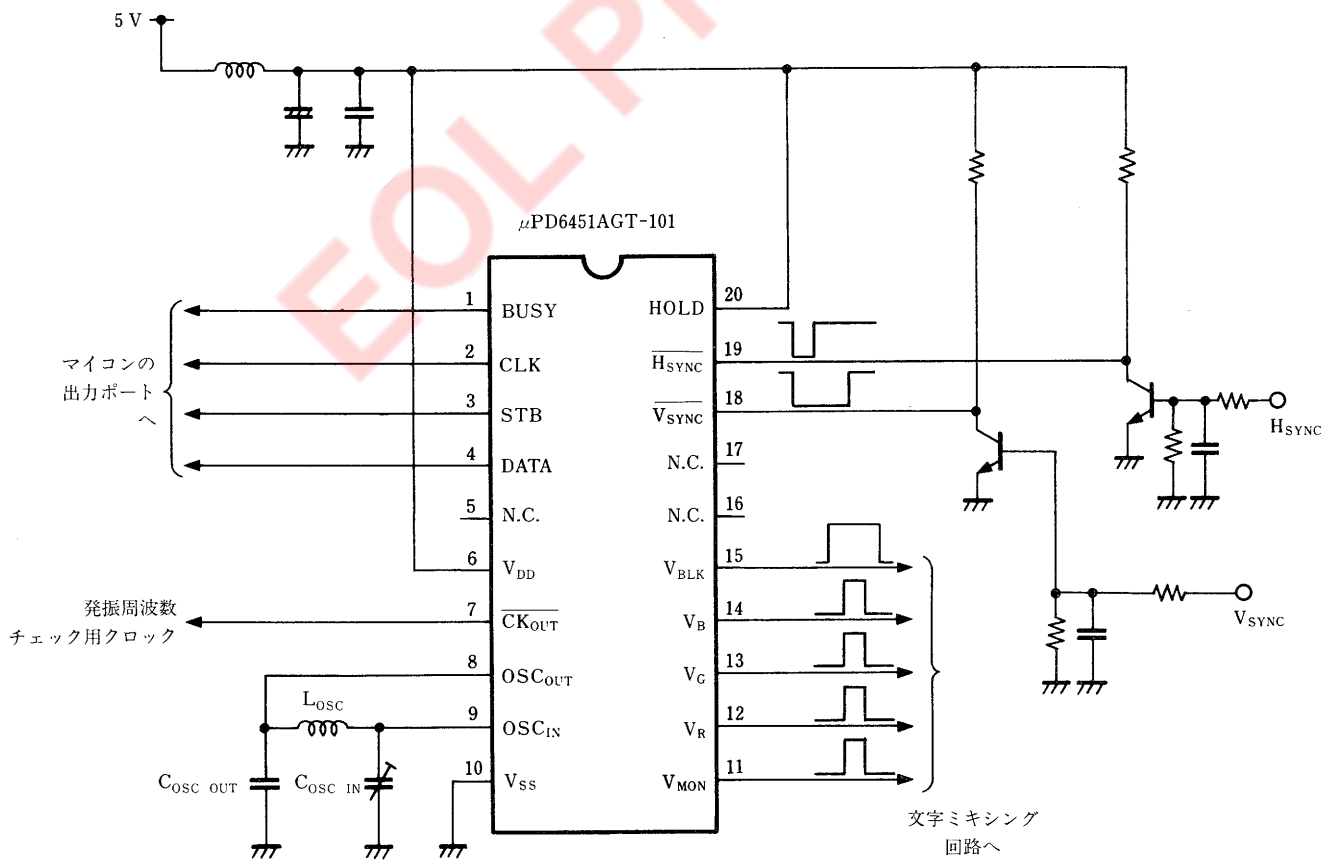 5 V
μPD6451AGT-101
1 BUSY
2 CLK
3 STB
4 DATA
5 N.C.
6 VDD
7 CKOUT
8 OSCOUT
9 OSCIN
10 VSS
20 HOLD
19 HSYNC
18 VSYNC
17 N.C.
16 N.C.
15 VBLK
14 VB
13 VG
12 VR
11 VMON
マイコンの
出力ポート
へ
発振周波数
チェック用クロック
LOSC
COSC OUT
COSC IN
HSYNC
VSYNC
文字ミキシング
回路へ
EOL